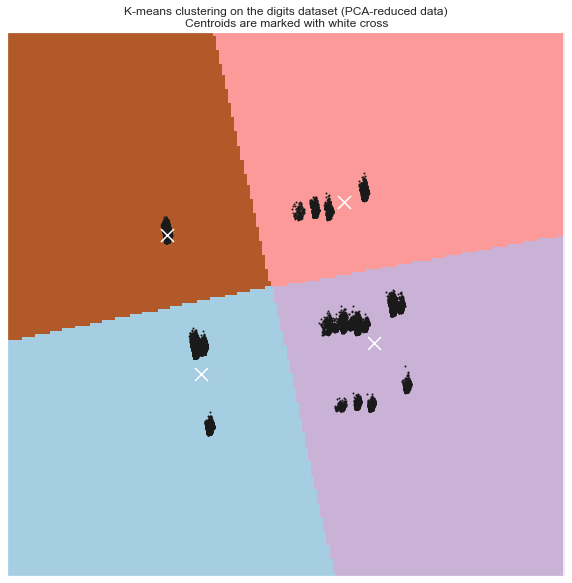 K-means clustering on the digits dataset (PCA-reduced data)
Centroids are marked with white cross